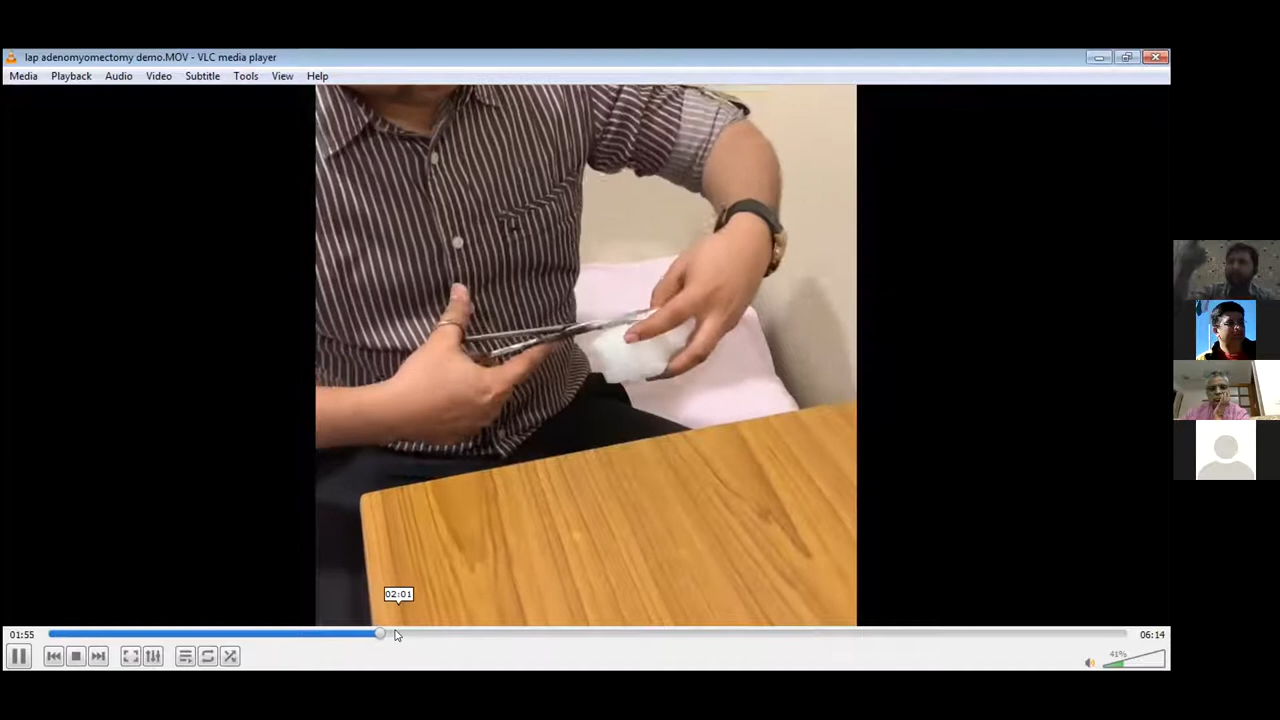 lap adenomyomectomy demo.MOV - VLC media player
Media Playback Audio Video Subtitle Tools View Help
02:01
01:55
06:14
41%